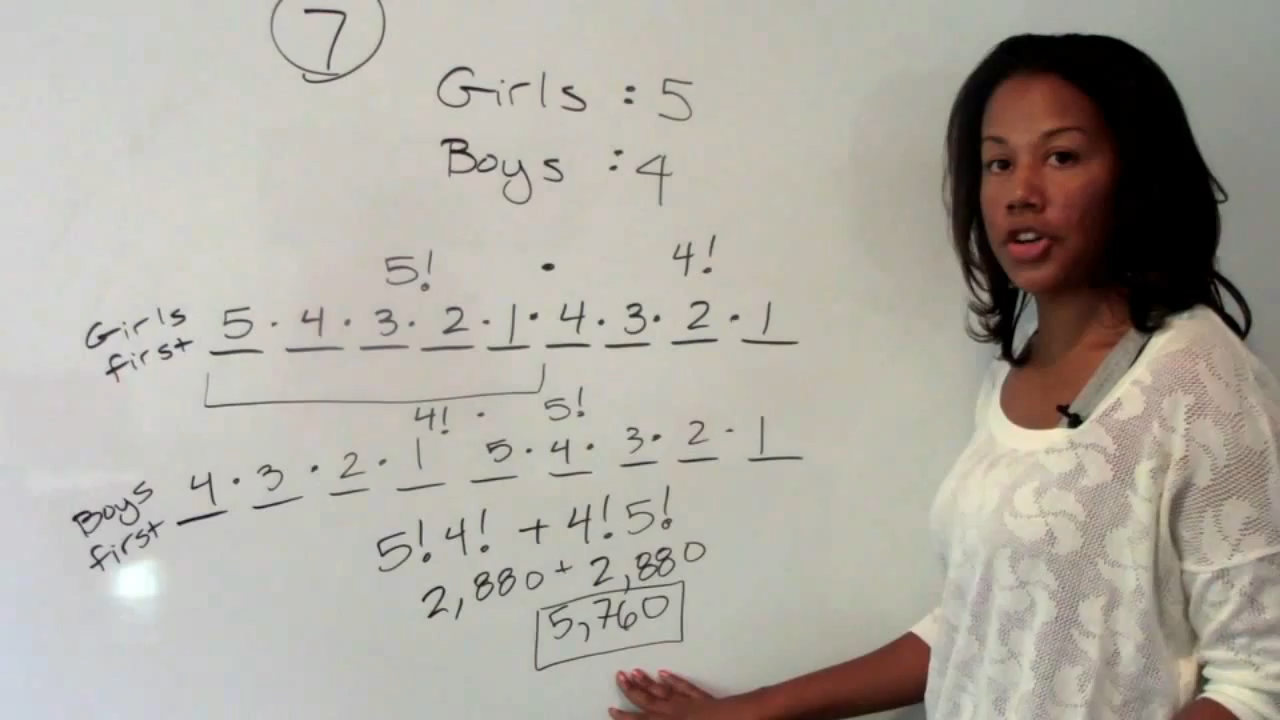 7
Girls : 5
Boys : 4
5! · 4!
Girls first 5 · 4 · 3 · 2 · 1 · 4 · 3 · 2 · 1
4! · 5!
Boys first 4 · 3 · 2 · 1 5 · 4 · 3 · 2 · 1
5! 4! + 4! 5!
2,880 + 2,880
5,760